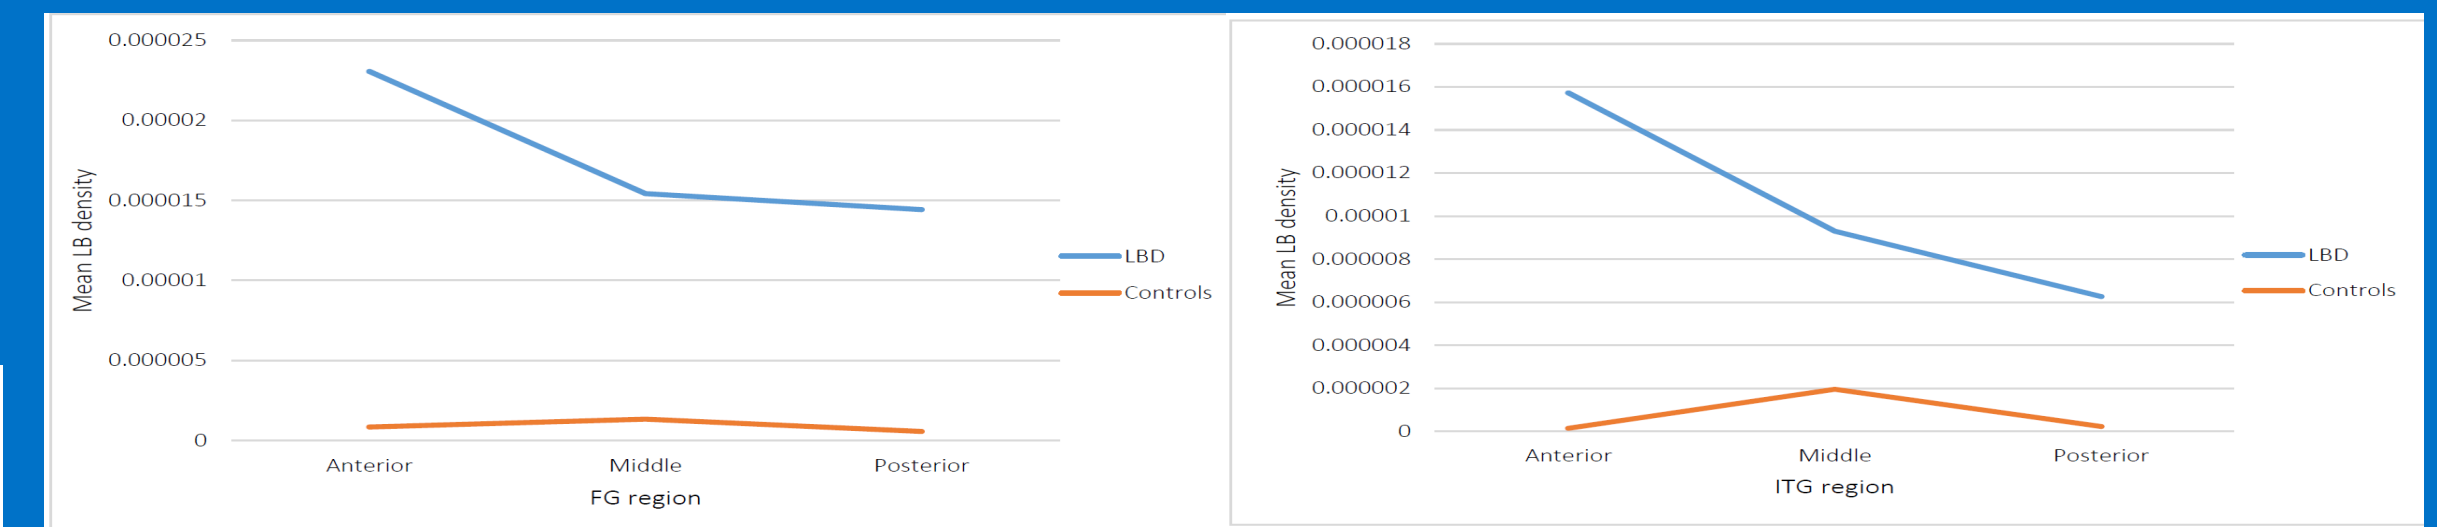 0.000025
0.00002
0.000015
0.00001
0.000005
0
Mean LB density
Anterior Middle Posterior
FG region
LBD
Controls
0.000018
0.000016
0.000014
0.000012
0.00001
0.000008
0.000006
0.000004
0.000002
0
Mean LB density
Anterior Middle Posterior
ITG region
LBD
Controls